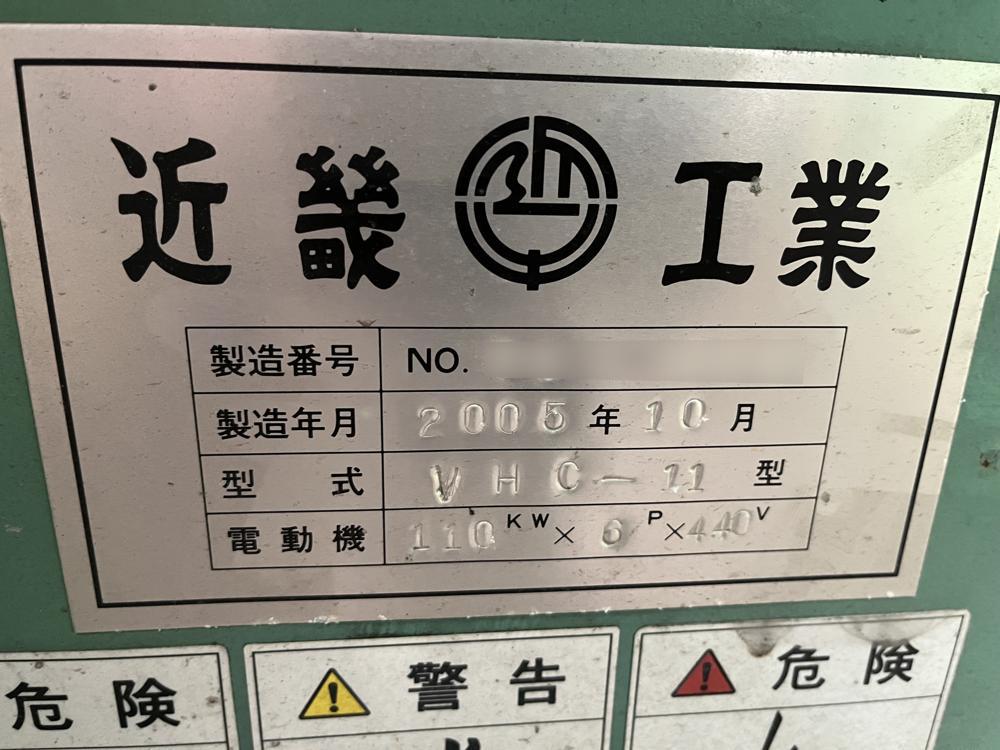 近畿工業
製造番号 NO.
製造年月 2005年10月
型式 VHC-11型
電動機 110KW×6P×440V
危険
警告
危険